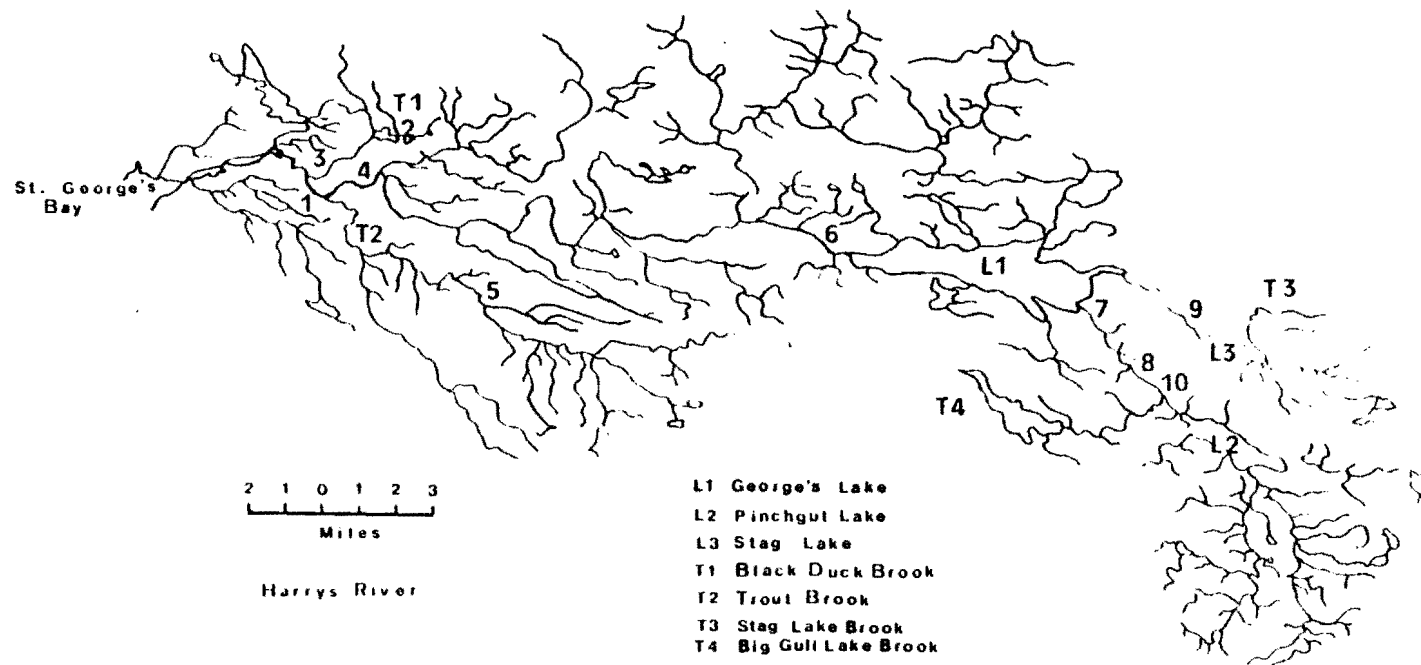 T1
2
3
4
St. George's
Bay
1
T2
6
L1
5
7
9
T3
8
L3
10
T4
L2
2 1 0 1 2 3
Miles
Harrys River
L1 George's Lake
L2 Pinchgut Lake
L3 Stag Lake
T1 Black Duck Brook
T2 Trout Brook
T3 Stag Lake Brook
T4 Big Gull Lake Brook